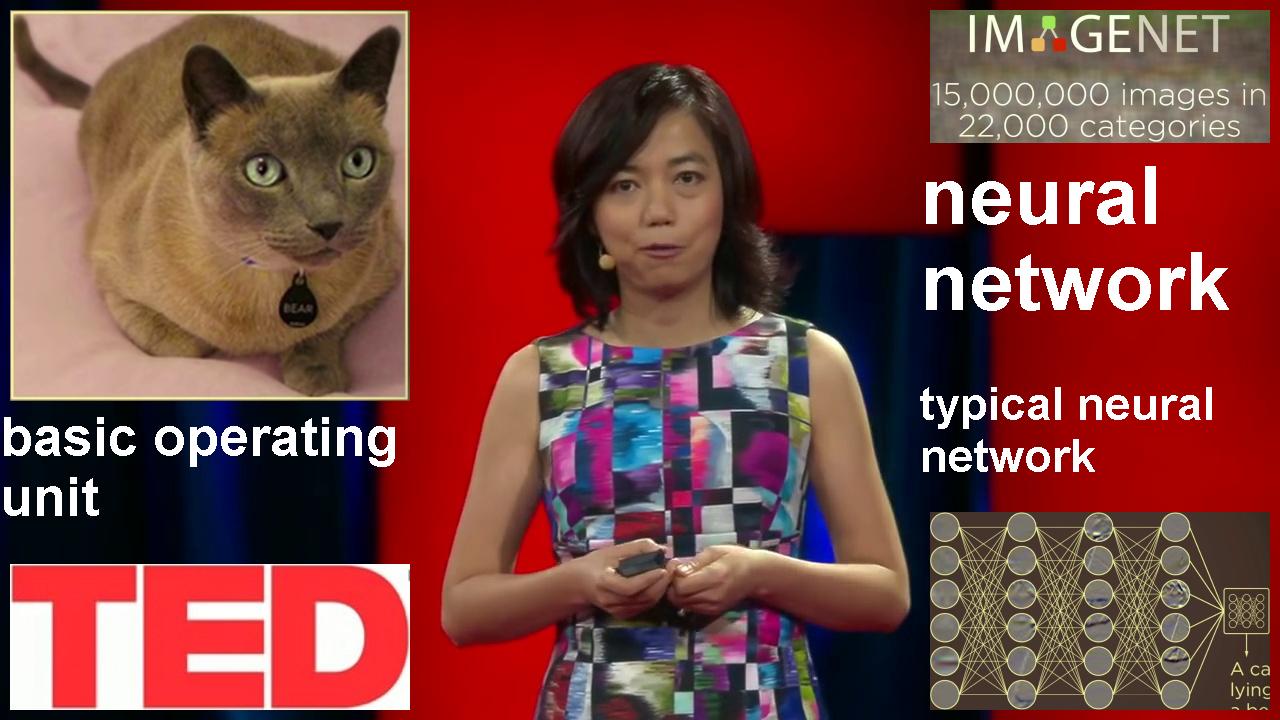 BEAR
basic operating
unit
TED
IMAGENET
15,000,000 images in
22,000 categories
neural
network
typical neural
network
A ca
lying